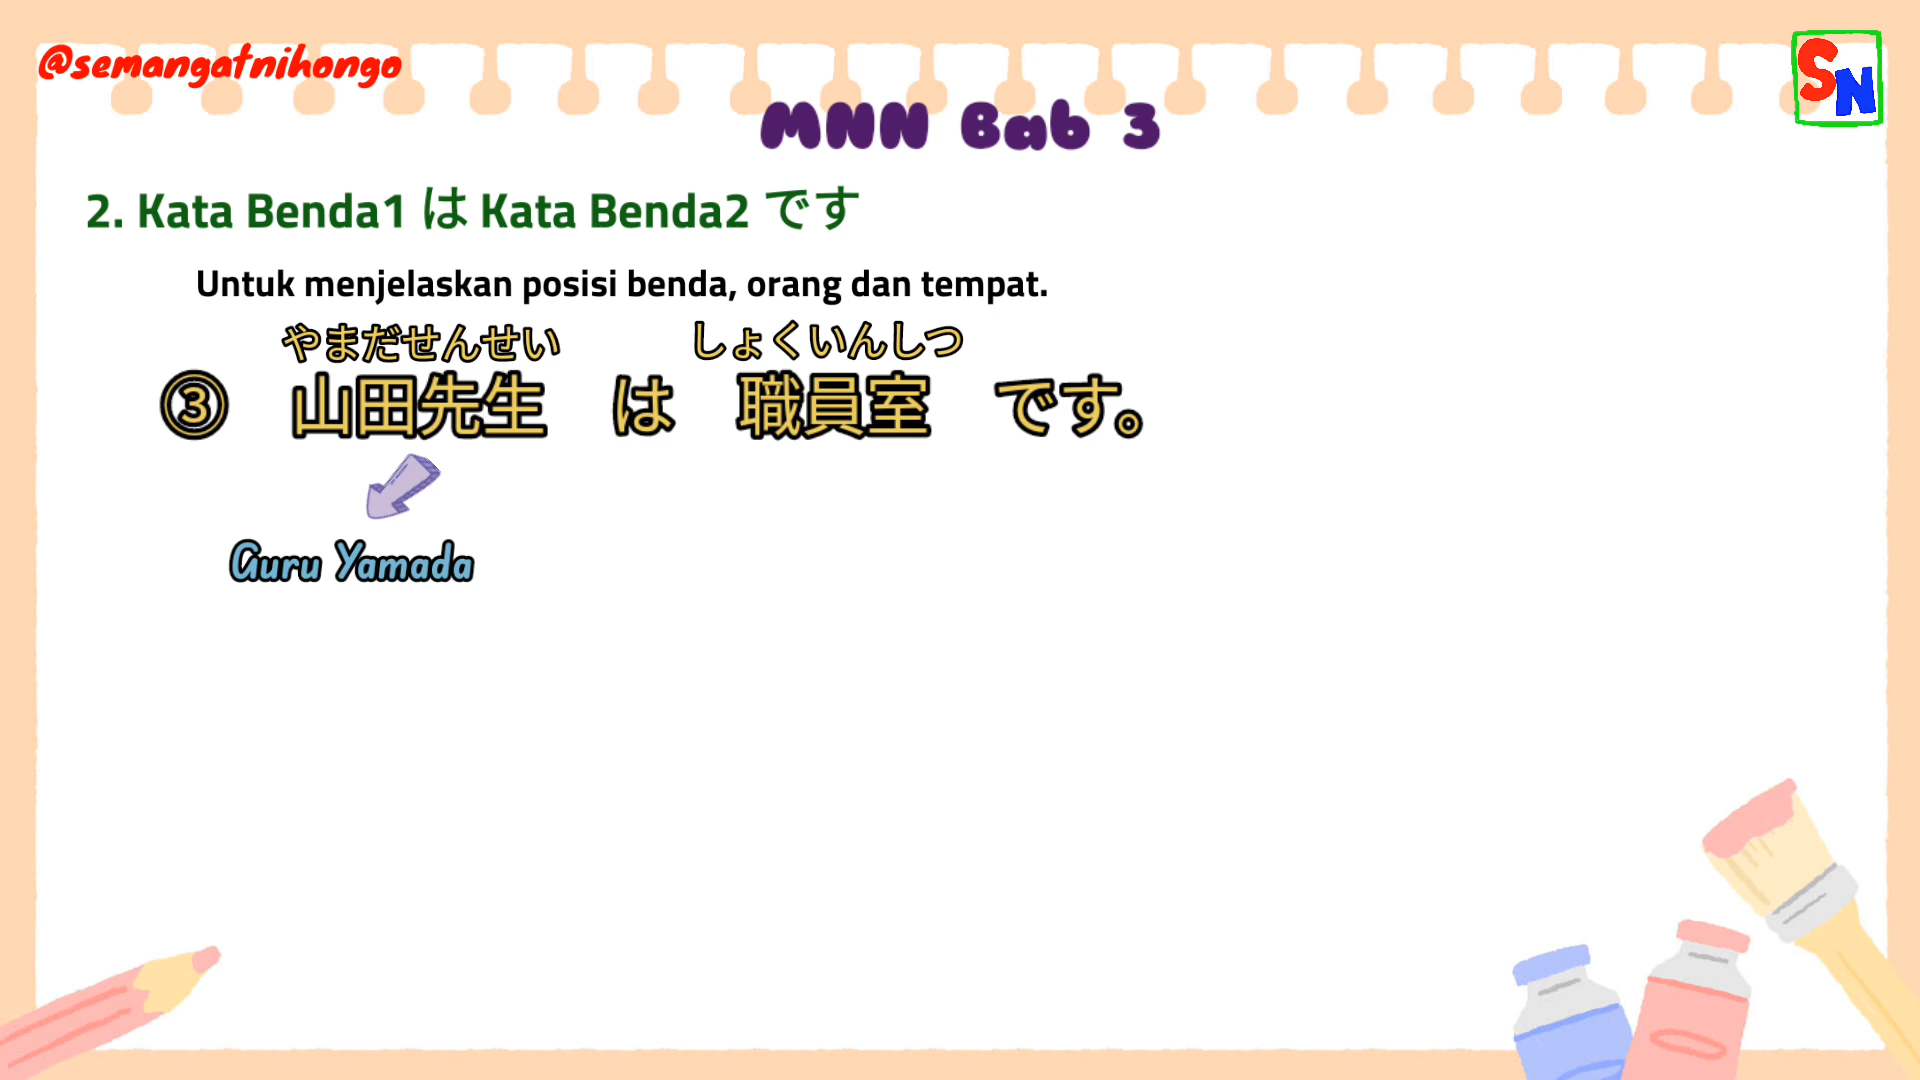 @semangatnihongo
SN
MNN Bab 3
2. Kata Benda1 は Kata Benda2 です
Untuk menjelaskan posisi benda, orang dan tempat.
やまだせんせい しょくいんしつ
③ 山田先生 は 職員室 です。
Guru Yamada